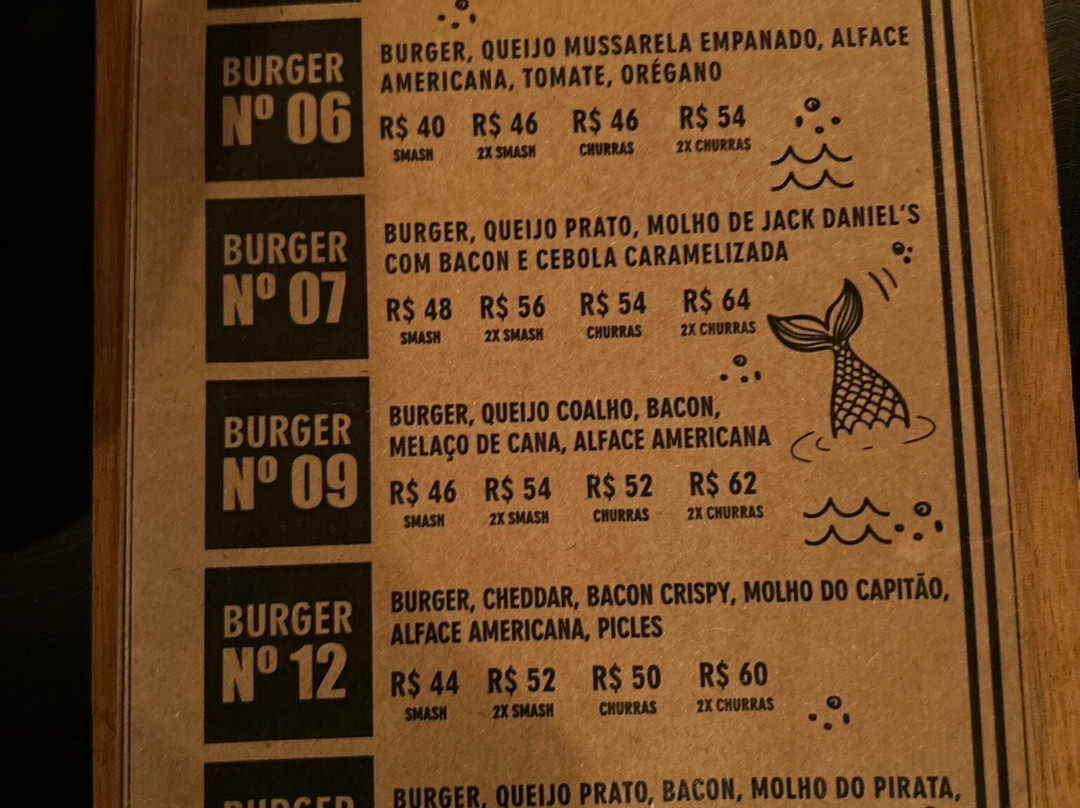 BURGER
Nº 06
BURGER, QUEIJO MUSSARELA EMPANADO, ALFACE
AMERICANA, TOMATE, ORÉGANO
R$ 40 R$ 46 R$ 46 R$ 54
SMASH 2X SMASH CHURRAS 2X CHURRAS
BURGER
Nº 07
BURGER, QUEIJO PRATO, MOLHO DE JACK DANIEL'S
COM BACON E CEBOLA CARAMELIZADA
R$ 48 R$ 56 R$ 54 R$ 64
SMASH 2X SMASH CHURRAS 2X CHURRAS
BURGER
Nº 09
BURGER, QUEIJO COALHO, BACON,
MELAÇO DE CANA, ALFACE AMERICANA
R$ 46 R$ 54 R$ 52 R$ 62
SMASH 2X SMASH CHURRAS 2X CHURRAS
BURGER
Nº 12
BURGER, CHEDDAR, BACON CRISPY, MOLHO DO CAPITÃO,
ALFACE AMERICANA, PICLES
R$ 44 R$ 52 R$ 50 R$ 60
SMASH 2X SMASH CHURRAS 2X CHURRAS
BURGER
BURGER, QUEIJO PRATO, BACON, MOLHO DO PIRATA,